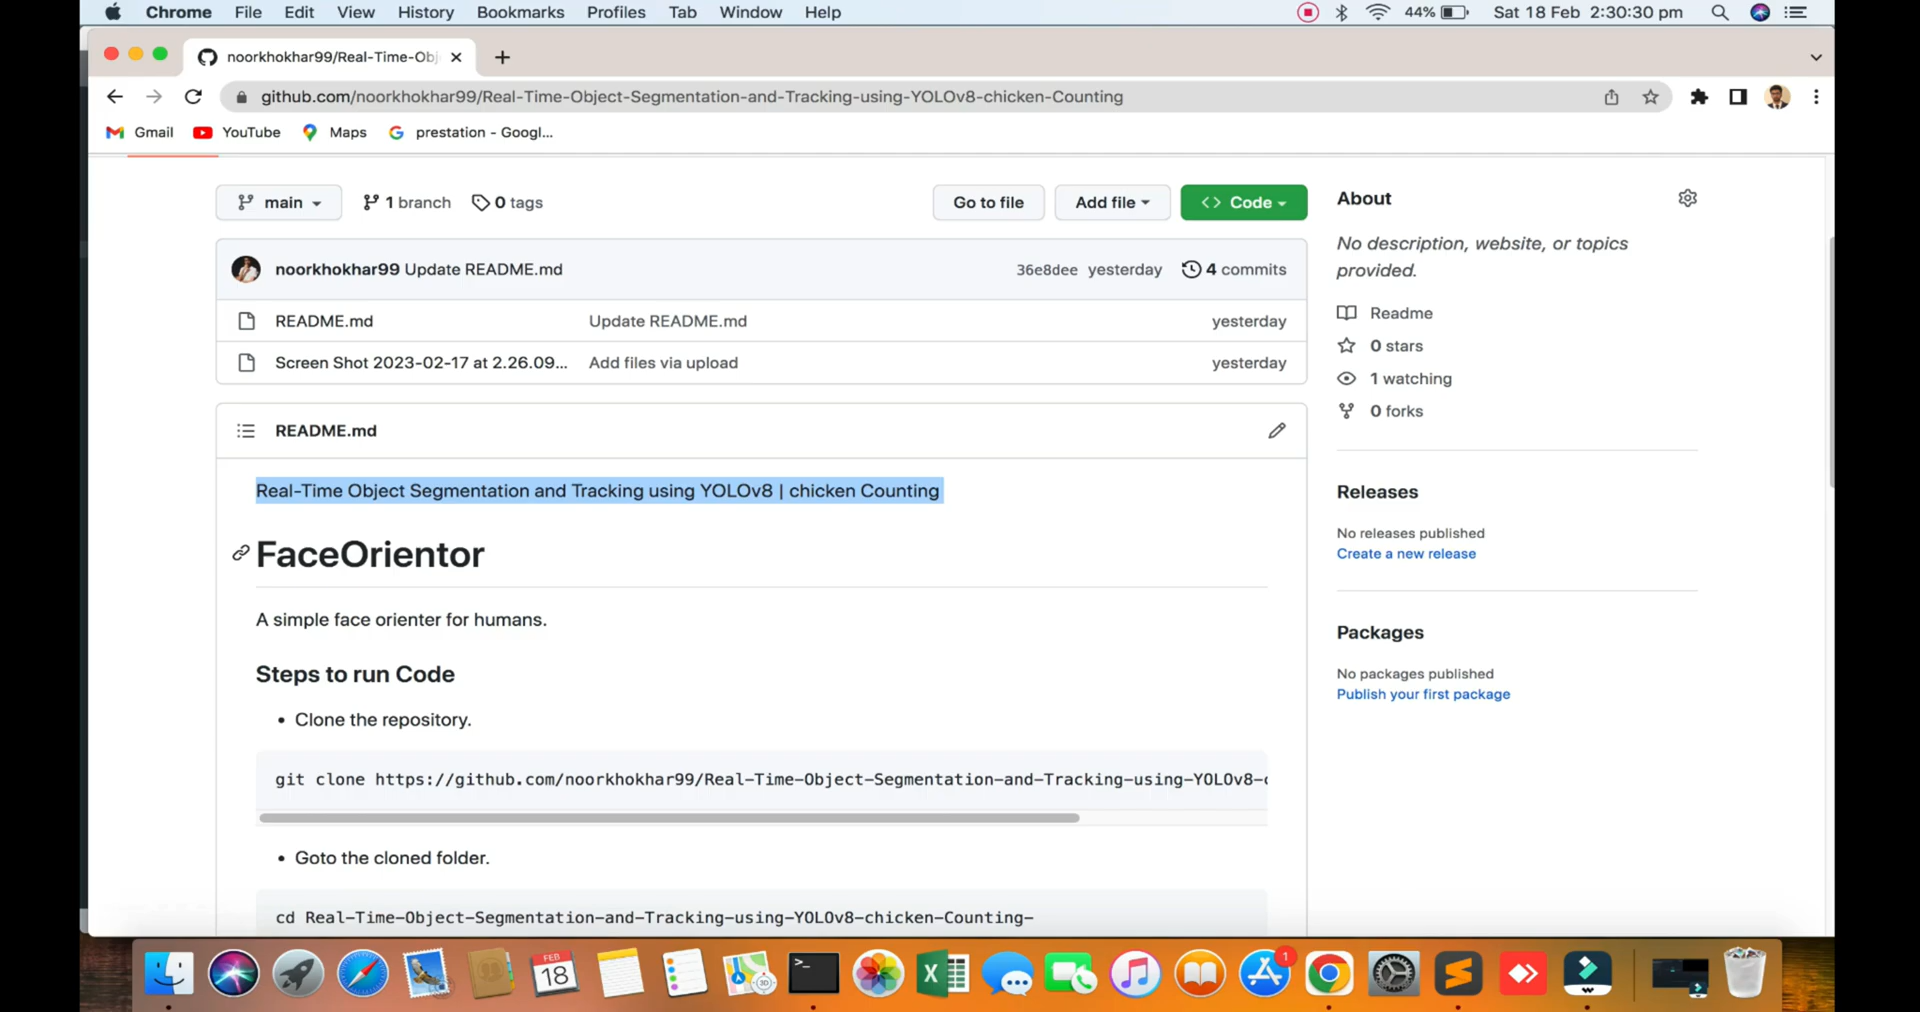 Chrome File Edit View History Bookmarks Profiles Tab Window Help 44% Sat 18 Feb 2:30:30 pm
noorkhokhar99/Real-Time-Obj
github.com/noorkhokhar99/Real-Time-Object-Segmentation-and-Tracking-using-YOLOv8-chicken-Counting
Gmail YouTube Maps prestation - Googl...
main 1 branch 0 tags Go to file Add file Code
About
No description, website, or topics
provided.
noorkhokhar99 Update README.md 36e8dee yesterday 4 commits
README.md Update README.md yesterday
Screen Shot 2023-02-17 at 2.26.09... Add files via upload yesterday
Readme
0 stars
1 watching
0 forks
README.md
Real-Time Object Segmentation and Tracking using YOLOv8 | chicken Counting
FaceOrientor
A simple face orienter for humans.
Steps to run Code
• Clone the repository.
git clone https://github.com/noorkhokhar99/Real-Time-Object-Segmentation-and-Tracking-using-YOLOv8-c
• Goto the cloned folder.
cd Real-Time-Object-Segmentation-and-Tracking-using-YOLOv8-chicken-Counting-
Releases
No releases published
Create a new release
Packages
No packages published
Publish your first package
FEB
18
3D
1